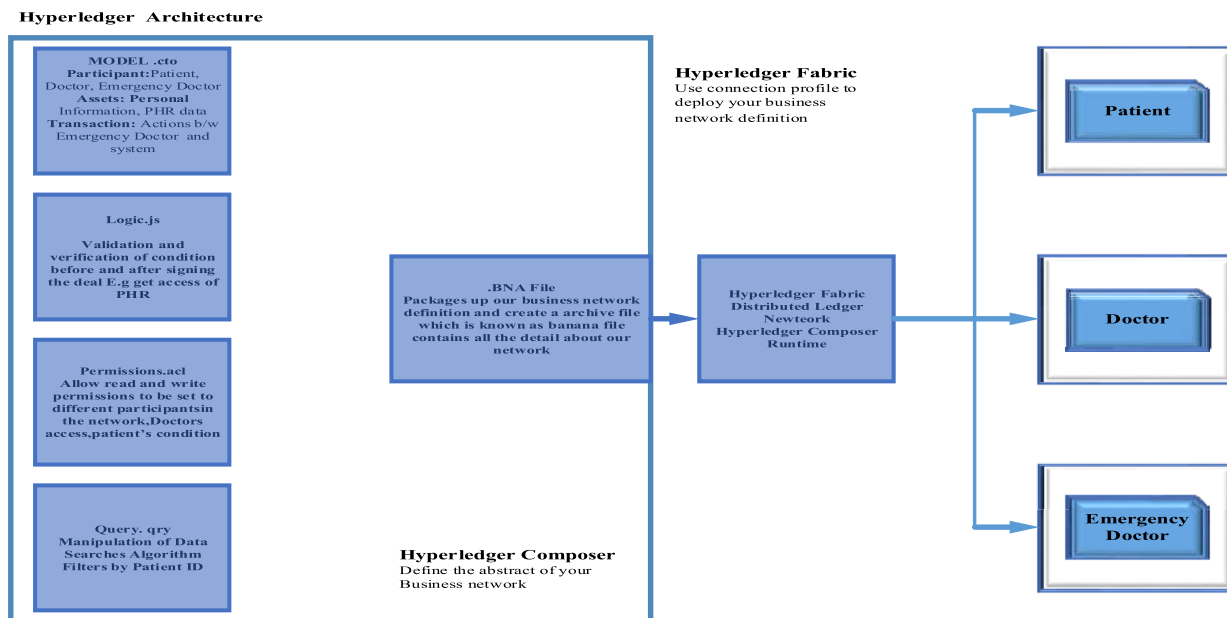 Hyperledger Architecture
MODEL .cto
Participant:Patient,
Doctor, Emergency Doctor
Assets: Personal
Information, PHR data
Transaction: Actions b/w
Emergency Doctor and
system
Logic.js
Validation and
verification of condition
before and after signing
the deal E.g get access of
PHR
Permissions.acl
Allow read and write
permissions to be set to
different participantsin
the network,Doctors
access,patient's condition
Query. qry
Manipulation of Data
Searches Algorithm
Filters by Patient ID
.BNA File
Packages up our business network
definition and create a archive file
which is known as banana file
contains all the detail about our
network
Hyperledger Composer
Define the abstract of your
Business network
Hyperledger Fabric
Use connection profile to
deploy your business
network definition
Hyperledger Fabric
Distributed Ledger
Newteork
Hyperledger Composer
Runtime
Patient
Doctor
Emergency
Doctor